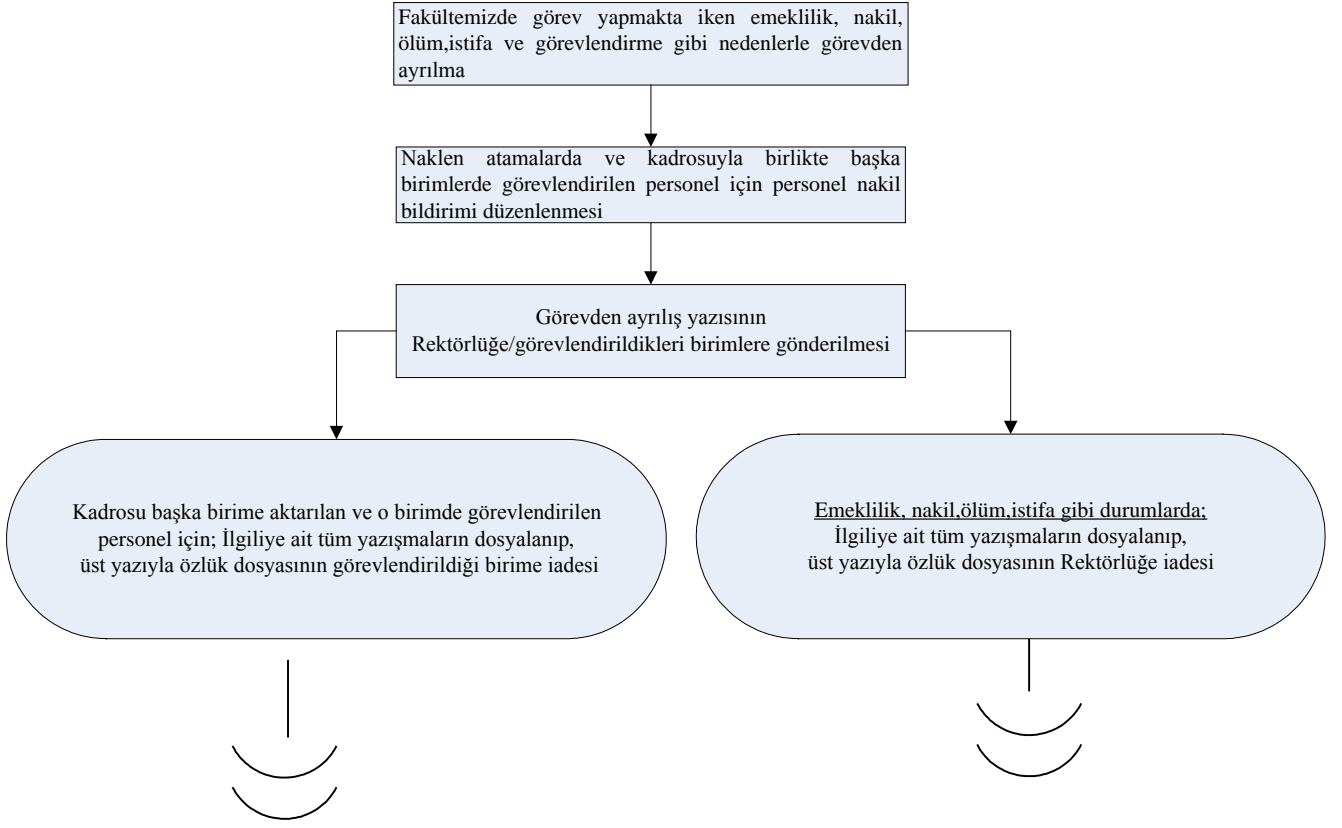 Fakültemizde görev yapmakta iken emeklilik, nakil,
ölüm,istifa ve görevlendirme gibi nedenlerle görevden
ayrılma
Naklen atamalarda ve kadrosuyla birlikte başka
birimlerde görevlendirilen personel için personel nakil
bildirimi düzenlenmesi
Görevden ayrılış yazısının
Rektörlüğe/görevlendirildikleri birimlere gönderilmesi
Kadrosu başka birime aktarılan ve o birimde görevlendirilen
personel için; İlgiliye ait tüm yazışmaların dosyalanıp,
üst yazıyla özlük dosyasının görevlendirildiği birime iadesi
Emeklilik, nakil,ölüm,istifa gibi durumlarda;
İlgiliye ait tüm yazışmaların dosyalanıp,
üst yazıyla özlük dosyasının Rektörlüğe iadesi